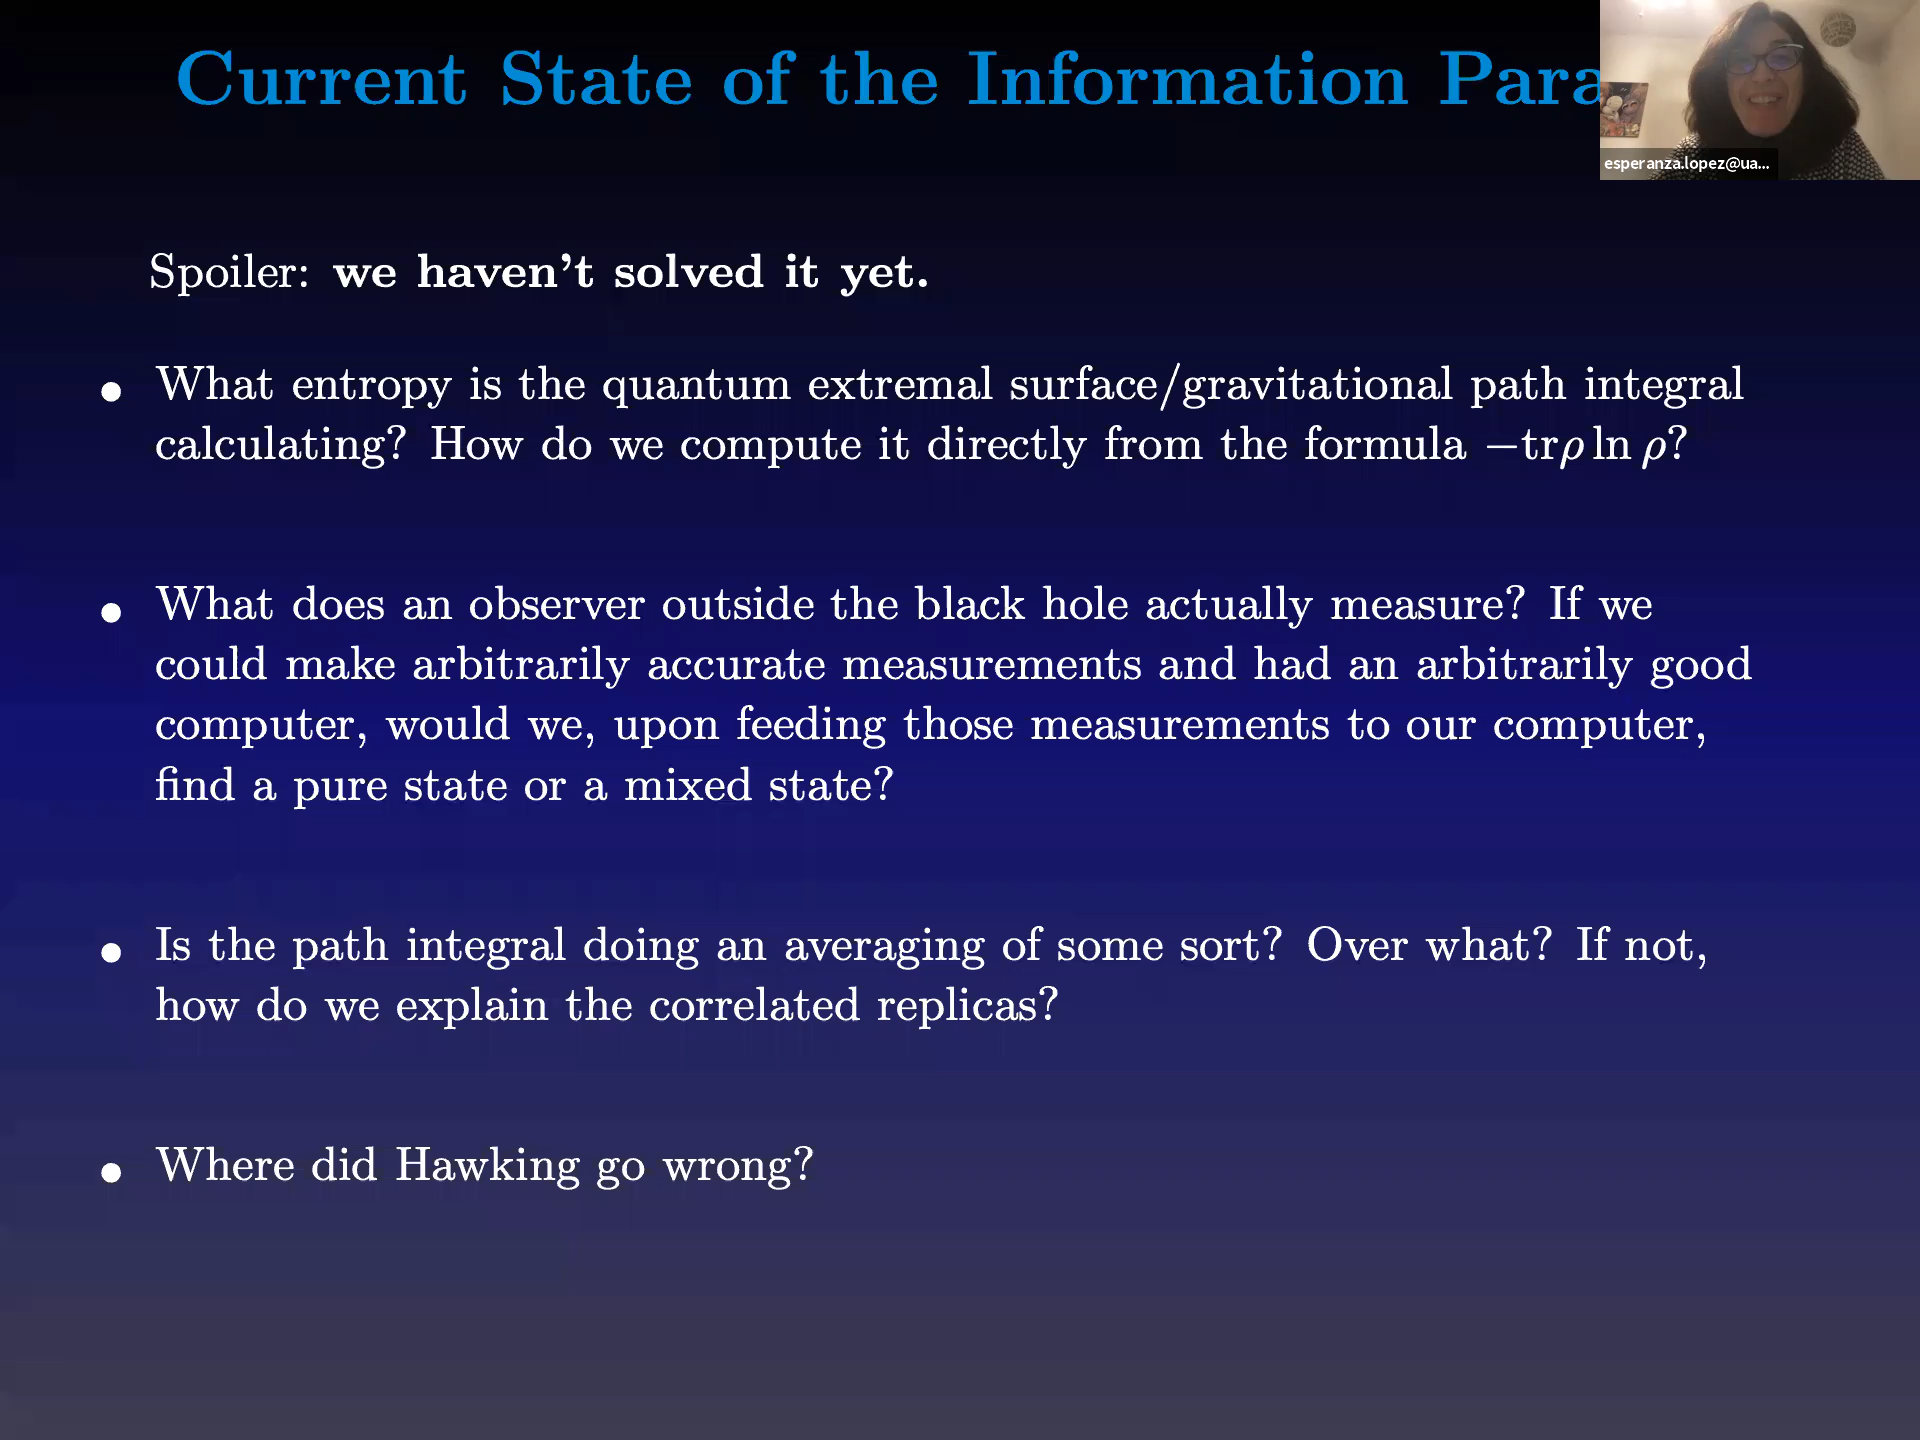 Current State of the Information Para
esperanza.lopez@ua...
Spoiler: we haven't solved it yet.
• What entropy is the quantum extremal surface/gravitational path integral
calculating? How do we compute it directly from the formula −trρ ln ρ?
• What does an observer outside the black hole actually measure? If we
could make arbitrarily accurate measurements and had an arbitrarily good
computer, would we, upon feeding those measurements to our computer,
find a pure state or a mixed state?
• Is the path integral doing an averaging of some sort? Over what? If not,
how do we explain the correlated replicas?
• Where did Hawking go wrong?